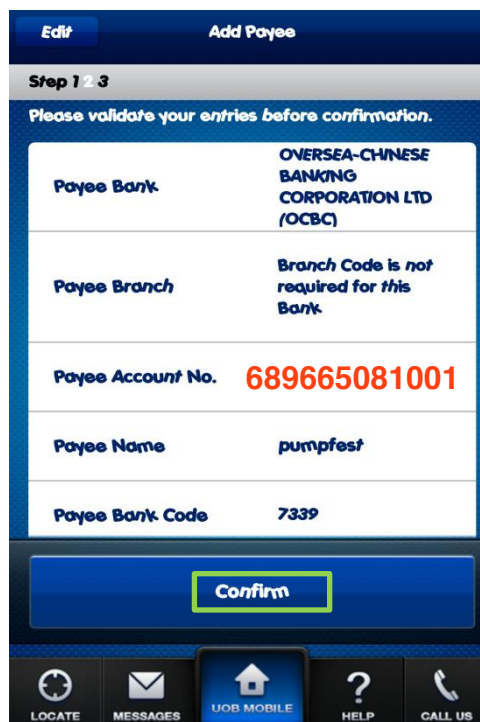 Edit Add Payee
Step 1 2 3
Please validate your entries before confirmation.
Payee Bank
OVERSEA-CHINESE
BANKING
CORPORATION LTD
(OCBC)
Payee Branch
Branch Code is not
required for this
Bank
Payee Account No. 689665081001
Payee Name pumpfest
Payee Bank Code 7339
Confirm
LOCATE MESSAGES UOB MOBILE HELP CALL US